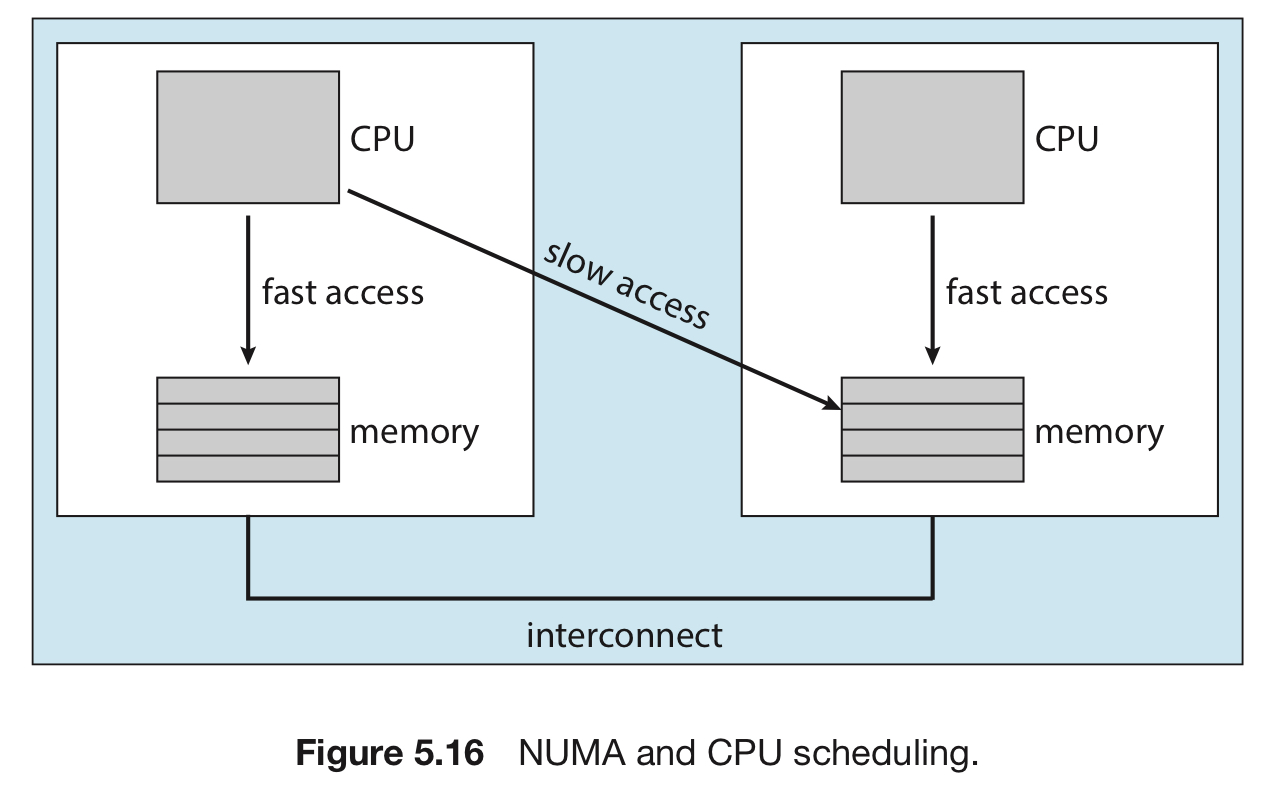 CPU
CPU
slow access
fast access
fast access
memory
memory
interconnect
Figure 5.16 NUMA and CPU scheduling.